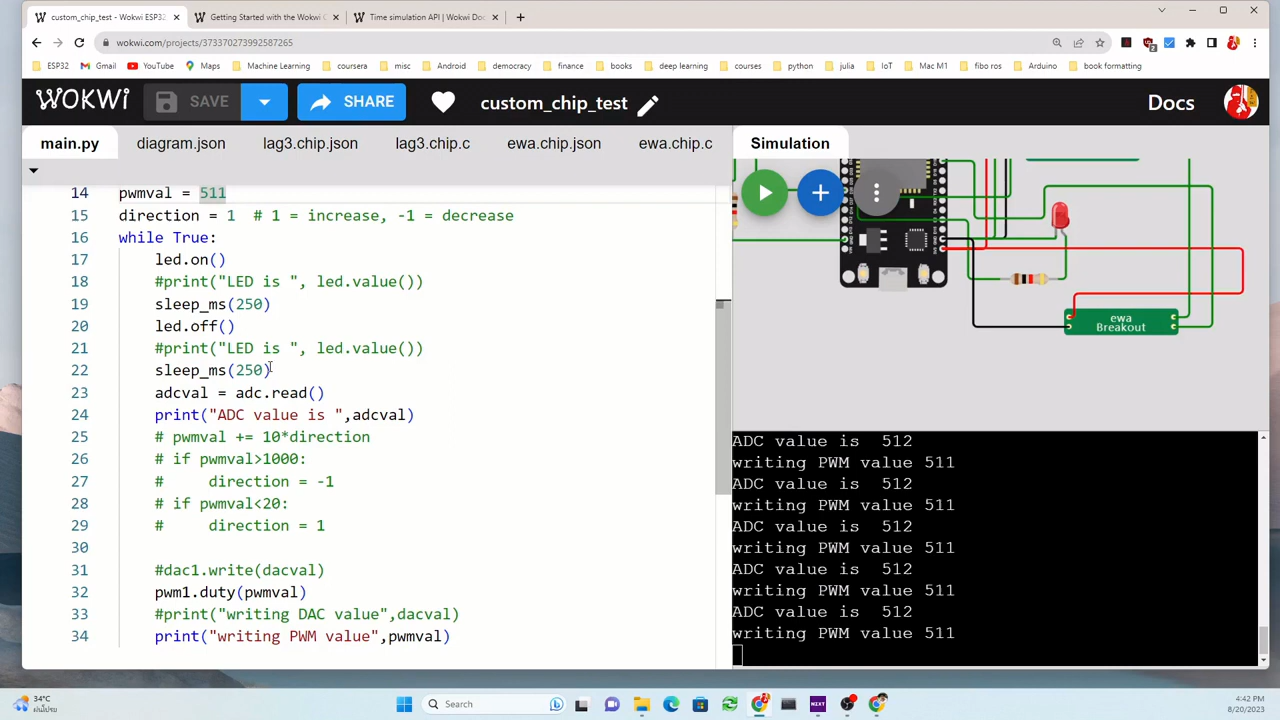 custom_chip_test - Wokwi ESP32
Getting Started with the Wokwi C
Time simulation API | Wokwi Doc
wokwi.com/projects/373370273992587265
ESP32
Gmail
YouTube
Maps
Machine Learning
coursera
misc
Android
democracy
finance
books
deep learning
courses
python
julia
IoT
Mac M1
fibo ros
Arduino
book formatting
WOKWI
SAVE
SHARE
custom_chip_test
Docs
main.py
diagram.json
lag3.chip.json
lag3.chip.c
ewa.chip.json
ewa.chip.c
Simulation
14 pwmval = 511
15 direction = 1  # 1 = increase, -1 = decrease
16 while True:
17 led.on()
18 #print("LED is ", led.value())
19 sleep_ms(250)
20 led.off()
21 #print("LED is ", led.value())
22 sleep_ms(250)
23 adcval = adc.read()
24 print("ADC value is ",adcval)
25 # pwmval += 10*direction
26 # if pwmval>1000:
27 #     direction = -1
28 # if pwmval<20:
29 #     direction = 1
30
31 #dac1.write(dacval)
32 pwm1.duty(pwmval)
33 #print("writing DAC value",dacval)
34 print("writing PWM value",pwmval)
ewa
Breakout
ADC value is  512
writing PWM value 511
ADC value is  512
writing PWM value 511
ADC value is  512
writing PWM value 511
ADC value is  512
writing PWM value 511
ADC value is  512
writing PWM value 511
34°C
Search
4:42 PM
8/20/2023